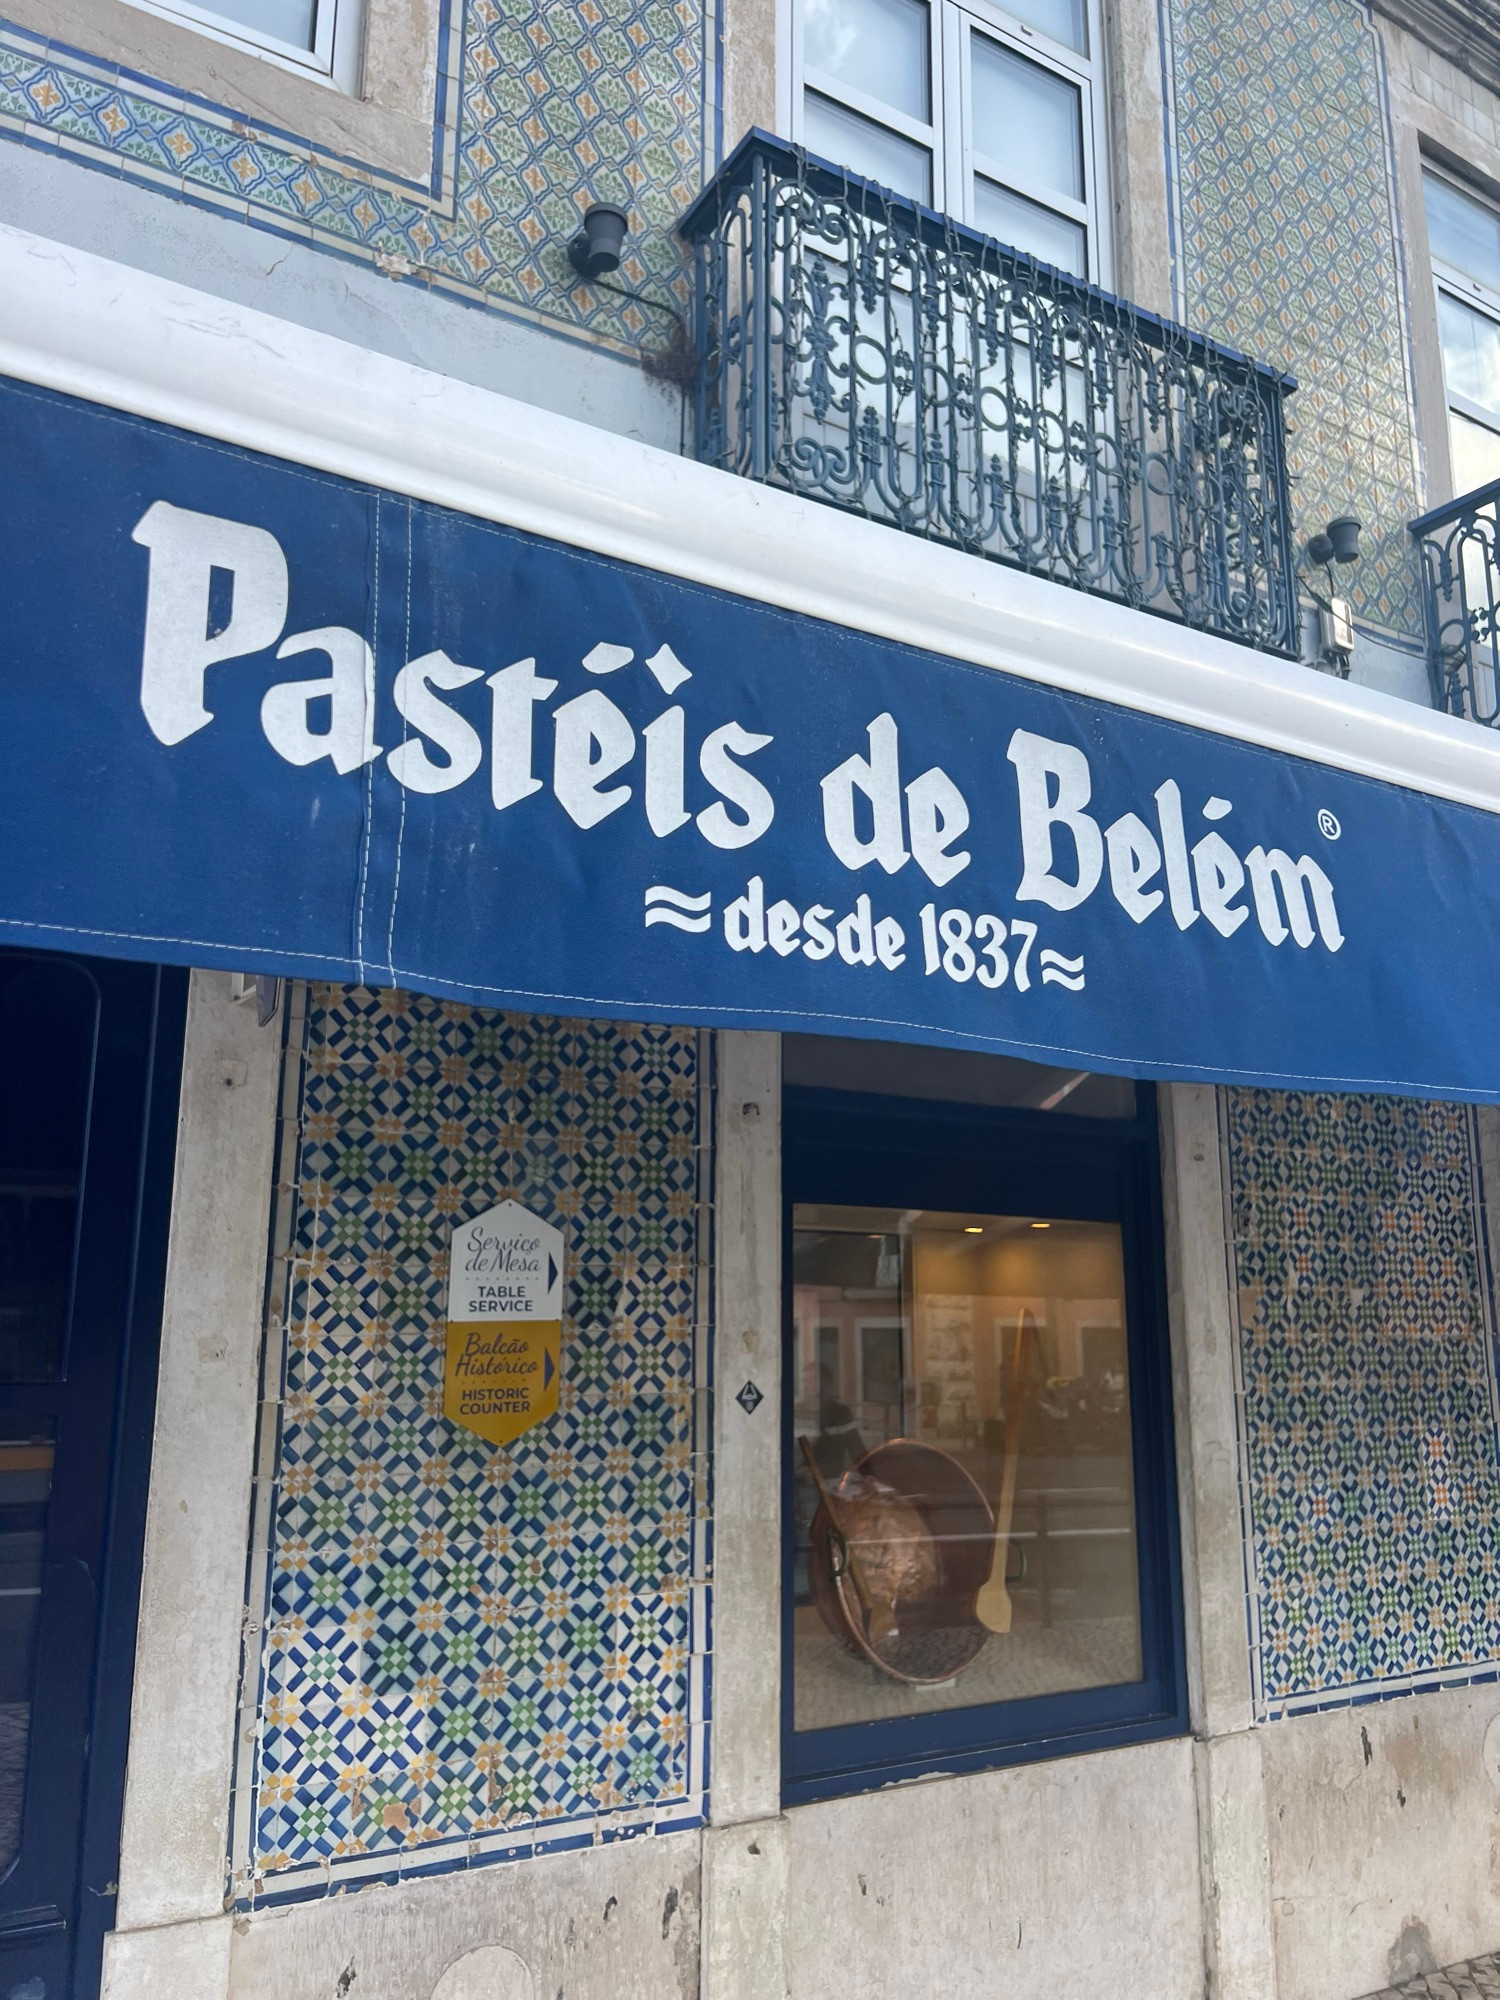 Pastéis de Belém®
≈desde 1837≈
Serviço
de Mesa
TABLE
SERVICE
Balcão
Histórico
HISTORIC
COUNTER